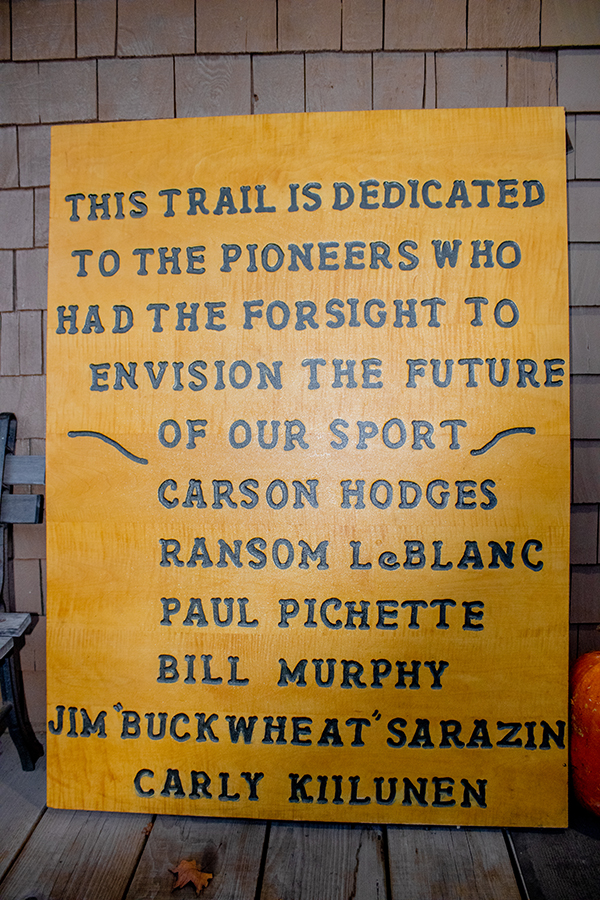 THIS TRAIL IS DEDICATED
TO THE PIONEERS WHO
HAD THE FORSIGHT TO
ENVISION THE FUTURE
OF OUR SPORT
CARSON HODGES
RANSOM LeBLANC
PAUL PICHETTE
BILL MURPHY
JIM "BUCKWHEAT" SARAZIN
CARLY KIILUNEN